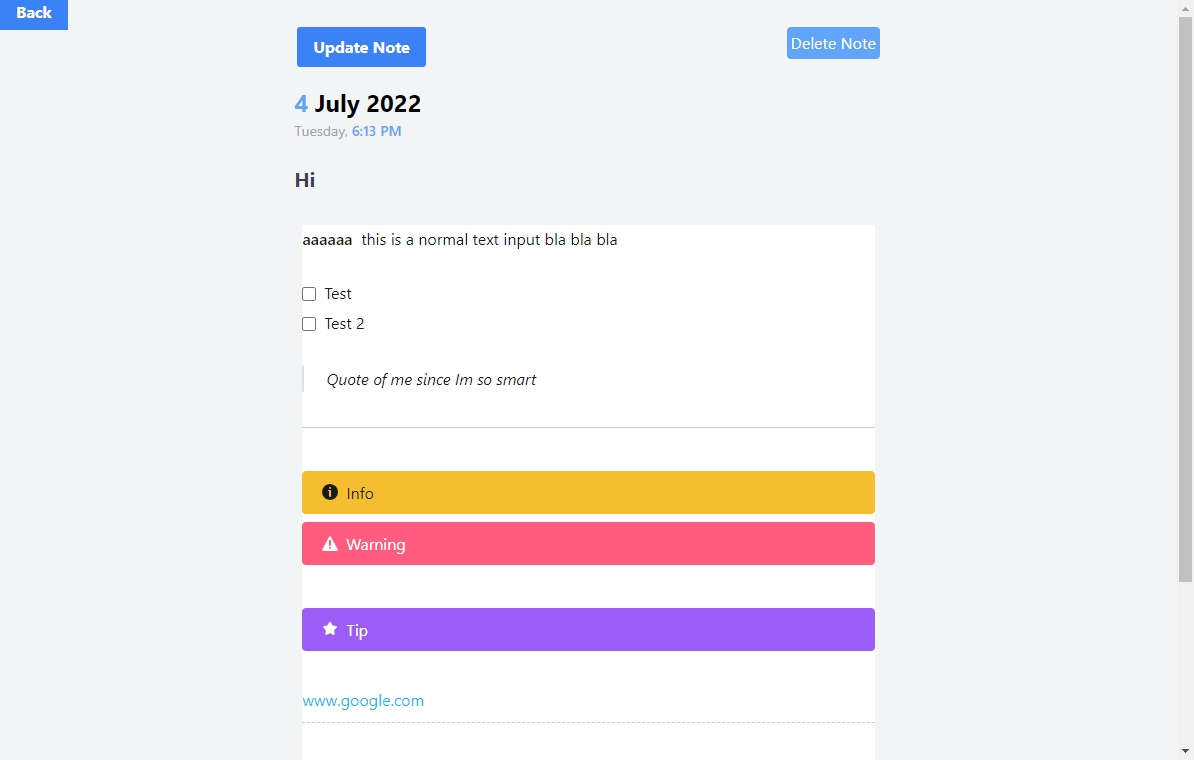 Back
Update Note
Delete Note
4 July 2022
Tuesday, 6:13 PM
Hi
aaaaaa this is a normal text input bla bla bla
Test
Test 2
Quote of me since Im so smart
Info
Warning
Tip
www.google.com